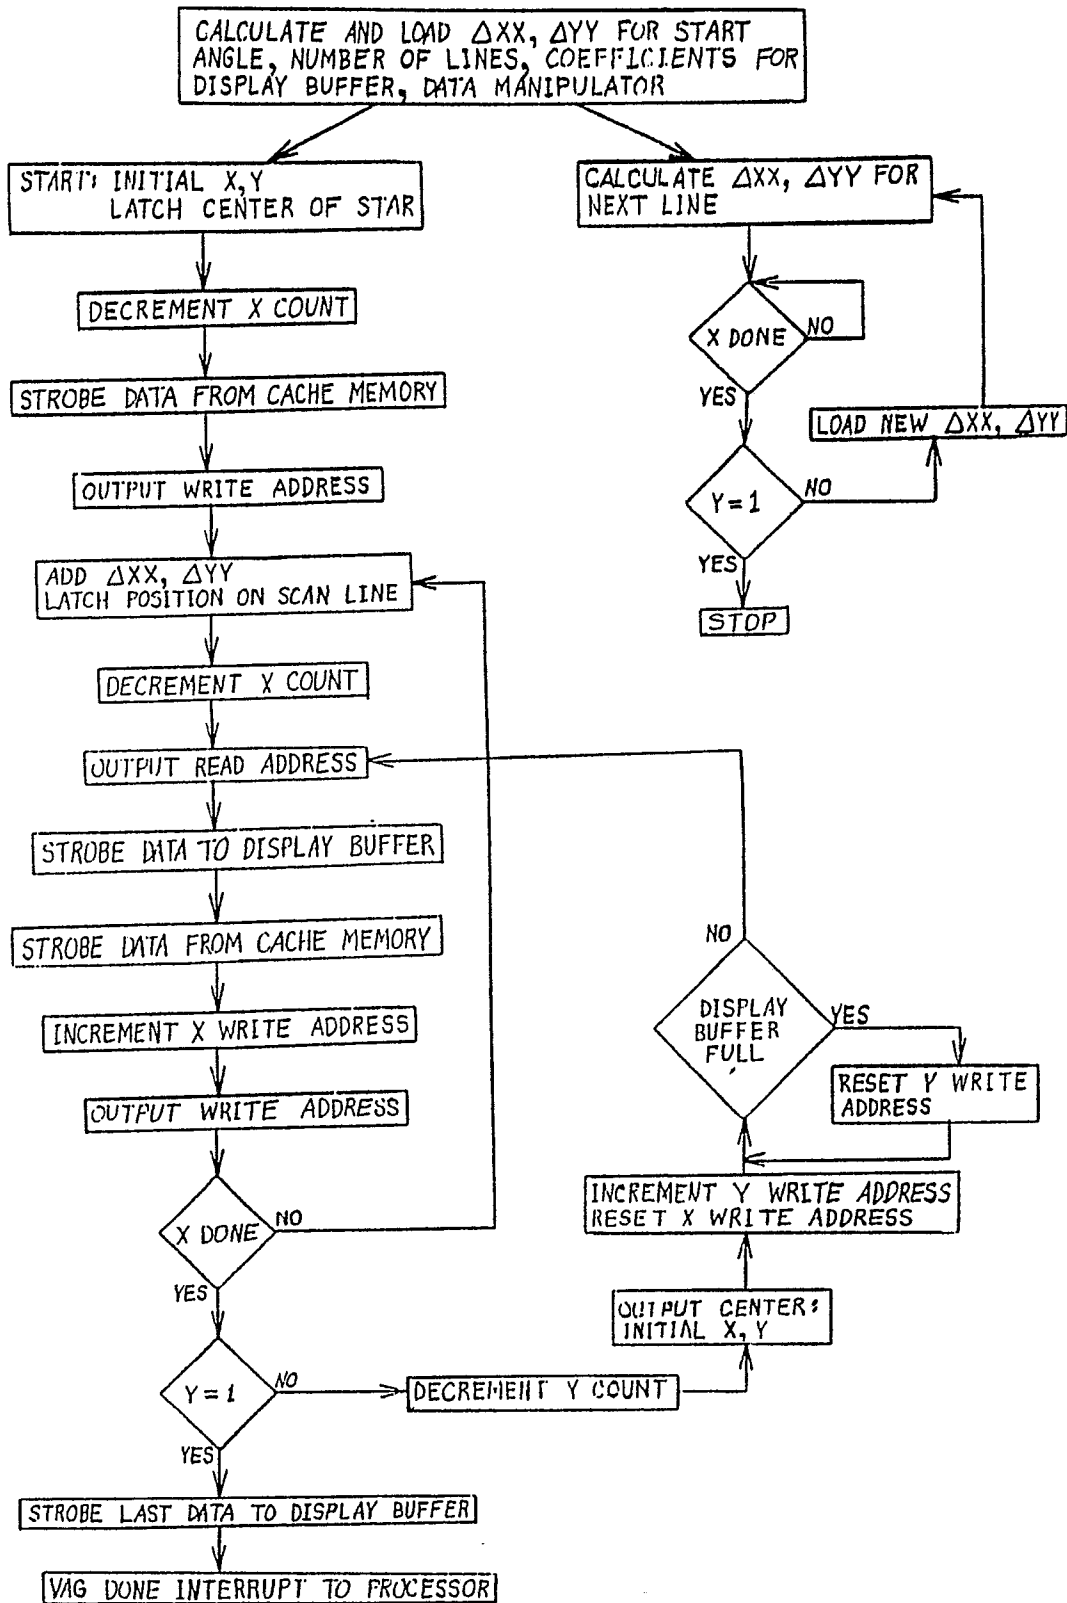 CALCULATE AND LOAD ΔXX, ΔYY FOR START
ANGLE, NUMBER OF LINES, COEFFICIENTS FOR
DISPLAY BUFFER, DATA MANIPULATOR
START: INITIAL X,Y
LATCH CENTER OF STAR
DECREMENT X COUNT
STROBE DATA FROM CACHE MEMORY
OUTPUT WRITE ADDRESS
ADD ΔXX, ΔYY
LATCH POSITION ON SCAN LINE
DECREMENT X COUNT
OUTPUT READ ADDRESS
STROBE DATA TO DISPLAY BUFFER
STROBE DATA FROM CACHE MEMORY
INCREMENT X WRITE ADDRESS
OUTPUT WRITE ADDRESS
X DONE
NO
YES
Y=1
NO
YES
STROBE LAST DATA TO DISPLAY BUFFER
VAG DONE INTERRUPT TO PROCESSOR
DECREMENT Y COUNT
OUTPUT CENTER:
INITIAL X, Y
INCREMENT Y WRITE ADDRESS
RESET X WRITE ADDRESS
DISPLAY
BUFFER
FULL
NO
YES
RESET Y WRITE
ADDRESS
CALCULATE ΔXX, ΔYY FOR
NEXT LINE
X DONE
NO
YES
Y=1
NO
YES
LOAD NEW ΔXX, ΔYY
STOP